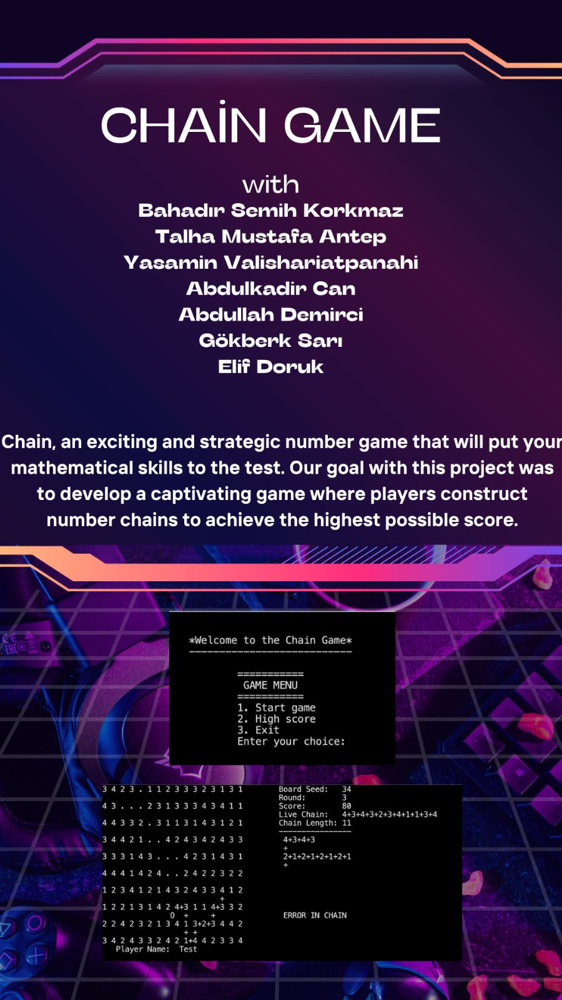 CHAİN GAME
with
Bahadır Semih Korkmaz
Talha Mustafa Antep
Yasamin Valishariatpanahi
Abdulkadir Can
Abdullah Demirci
Gökberk Sarı
Elif Doruk
Chain, an exciting and strategic number game that will put your
mathematical skills to the test. Our goal with this project was
to develop a captivating game where players construct
number chains to achieve the highest possible score.
*Welcome to the Chain Game*
---------------------------
===========
GAME MENU
===========
1. Start game
2. High score
3. Exit
Enter your choice:
3 4 2 3 . 1 1 2 3 3 3 2 3 1 3 1 Board Seed: 34
Round: 3
4 3 . . . 2 3 1 3 3 3 4 3 4 1 1 Score: 80
Live Chain: 4+3+4+3+2+3+4+1+1+3+4
4 4 3 3 2 . 3 1 1 3 1 4 3 1 2 1 Chain Length: 11
----------------
3 4 4 2 1 . . 4 2 4 3 4 2 4 3 3 4+3+4+3
+
3 3 3 1 4 3 . . . 4 2 3 1 4 3 1 2+1+2+1+2+1+2+1
+
4 4 4 1 4 2 4 . . 2 4 2 2 3 2 2
1 2 3 4 1 2 1 4 3 2 4 3 3 4 1 2
+
1 2 2 1 3 1 4 2 4+3 1 1 4+3 3 2
O + + ERROR IN CHAIN
2 2 4 2 3 2 1 3 4 1 3+2+3 4 4 2
+ +
3 4 2 4 3 3 2 4 2 1+4 4 2 3 3 4
Player Name: Test
CE
EAC